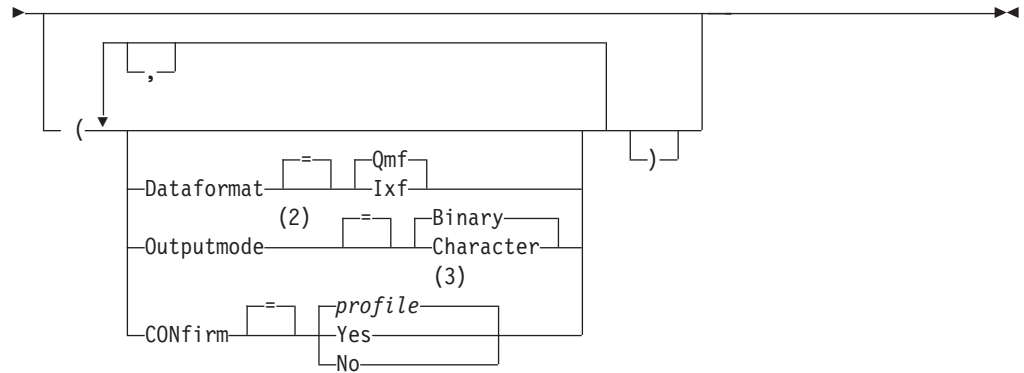 ,
(
)
= Qmf
Dataformat Ixf
(2)
= Binary
Outputmode Character
(3)
= profile
CONfirm Yes
No